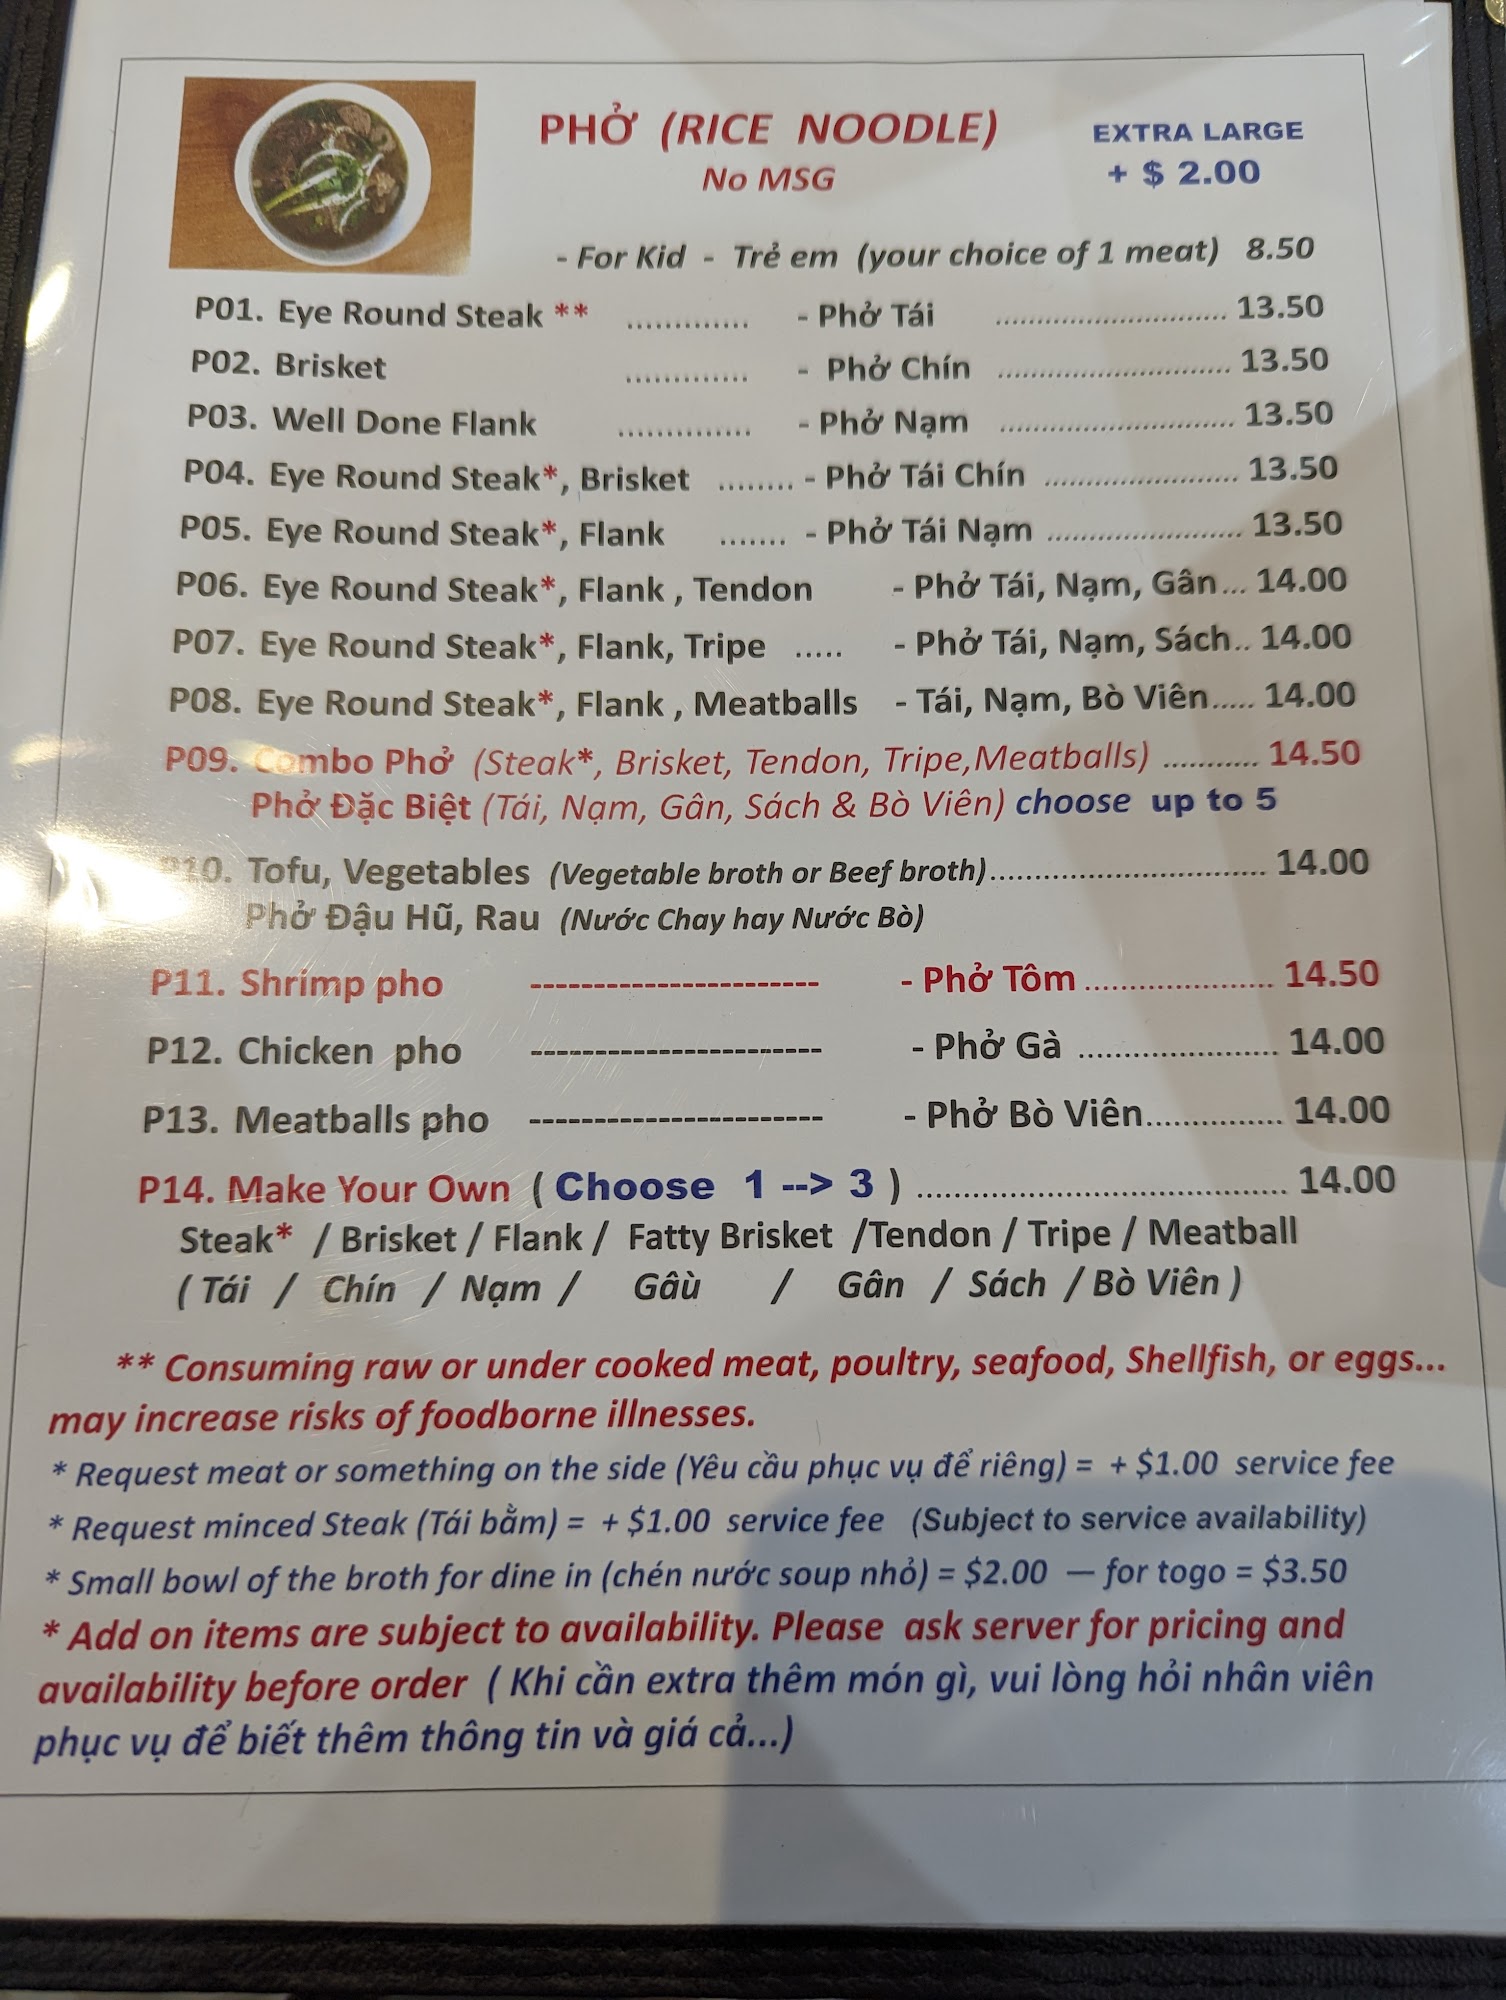 PHỞ (RICE NOODLE)
No MSG
EXTRA LARGE
+ $ 2.00
- For Kid - Trẻ em (your choice of 1 meat) 8.50
P01. Eye Round Steak ** ............. - Phở Tái ............................ 13.50
P02. Brisket ............. - Phở Chín ............................ 13.50
P03. Well Done Flank .............. - Phở Nạm ............................ 13.50
P04. Eye Round Steak*, Brisket ........ - Phở Tái Chín ....................... 13.50
P05. Eye Round Steak*, Flank ....... - Phở Tái Nạm ....................... 13.50
P06. Eye Round Steak*, Flank , Tendon - Phở Tái, Nạm, Gân... 14.00
P07. Eye Round Steak*, Flank, Tripe ..... - Phở Tái, Nạm, Sách.. 14.00
P08. Eye Round Steak*, Flank , Meatballs - Tái, Nạm, Bò Viên..... 14.00
P09. Combo Phở (Steak*, Brisket, Tendon, Tripe,Meatballs) ........... 14.50
Phở Đặc Biệt (Tái, Nạm, Gân, Sách & Bò Viên) choose up to 5
P10. Tofu, Vegetables (Vegetable broth or Beef broth)................................. 14.00
Phở Đậu Hũ, Rau (Nước Chay hay Nước Bò)
P11. Shrimp pho ----------------------- - Phở Tôm ...................... 14.50
P12. Chicken pho ----------------------- - Phở Gà ....................... 14.00
P13. Meatballs pho ----------------------- - Phở Bò Viên................ 14.00
P14. Make Your Own ( Choose 1 --> 3 ) ........................................... 14.00
Steak* / Brisket / Flank / Fatty Brisket /Tendon / Tripe / Meatball
( Tái / Chín / Nạm / Gâù / Gân / Sách / Bò Viên )
** Consuming raw or under cooked meat, poultry, seafood, Shellfish, or eggs...
may increase risks of foodborne illnesses.
* Request meat or something on the side (Yêu cầu phục vụ để riêng) = + $1.00 service fee
* Request minced Steak (Tái bằm) = + $1.00 service fee (Subject to service availability)
* Small bowl of the broth for dine in (chén nước soup nhỏ) = $2.00 — for togo = $3.50
* Add on items are subject to availability. Please ask server for pricing and
availability before order ( Khi cần extra thêm món gì, vui lòng hỏi nhân viên
phục vụ để biết thêm thông tin và giá cả...)